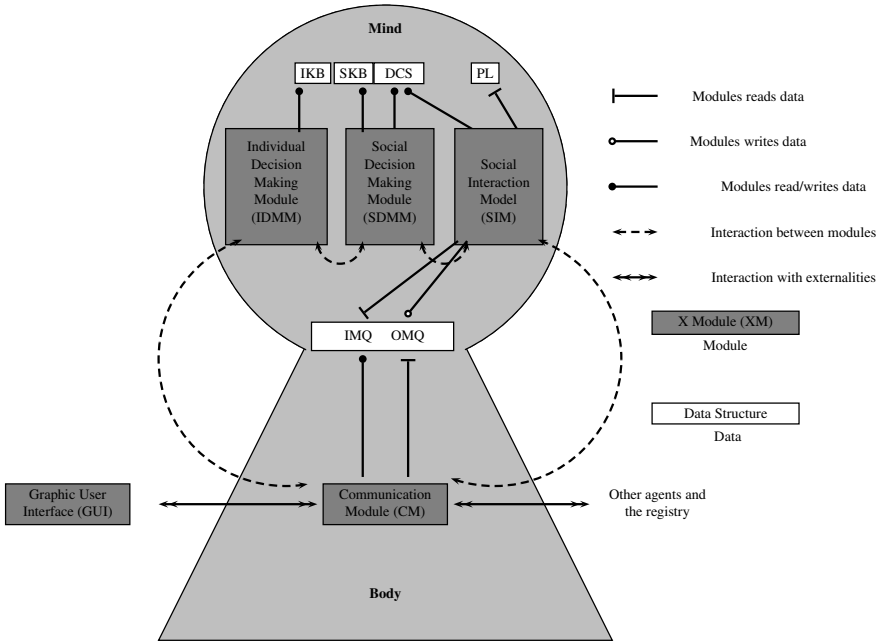 Mind
IKB
SKB
DCS
PL
Individual
Decision
Making
Module
(IDMM)
Social
Decision
Making
Module
(SDMM)
Social
Interaction
Model
(SIM)
IMQ
OMQ
Graphic User
Interface (GUI)
Communication
Module (CM)
Other agents and
the registry
Body
Modules reads data
Modules writes data
Modules read/writes data
Interaction between modules
Interaction with externalities
X Module (XM)
Module
Data Structure
Data